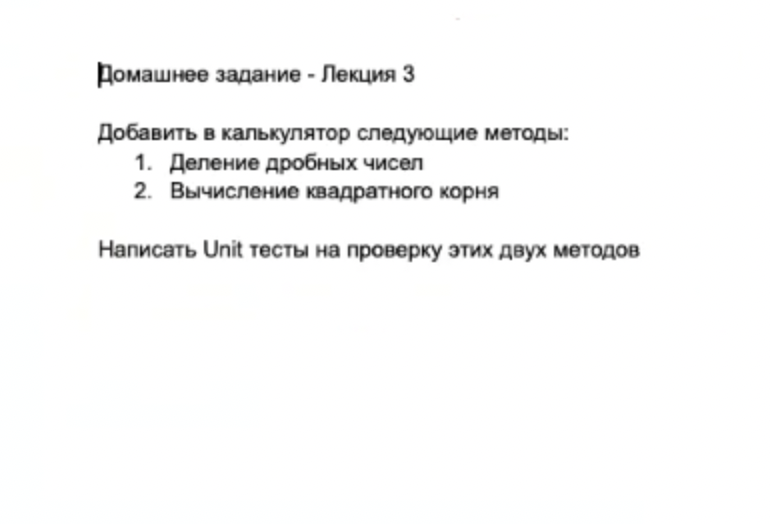 Домашнее задание - Лекция 3
Добавить в калькулятор следующие методы:
1. Деление дробных чисел
2. Вычисление квадратного корня
Написать Unit тесты на проверку этих двух методов